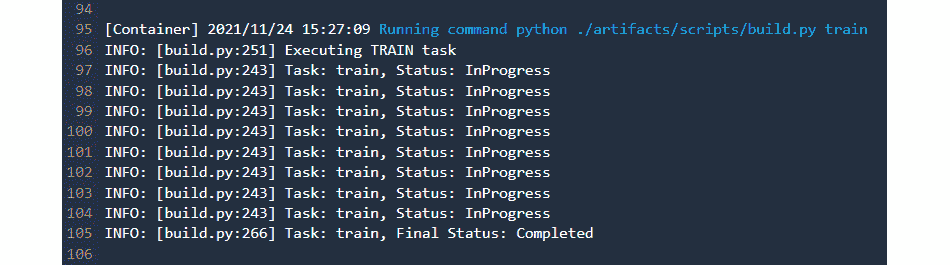 94
95 [Container] 2021/11/24 15:27:09 Running command python ./artifacts/scripts/build.py train
96 INFO: [build.py:251] Executing TRAIN task
97 INFO: [build.py:243] Task: train, Status: InProgress
98 INFO: [build.py:243] Task: train, Status: InProgress
99 INFO: [build.py:243] Task: train, Status: InProgress
100 INFO: [build.py:243] Task: train, Status: InProgress
101 INFO: [build.py:243] Task: train, Status: InProgress
102 INFO: [build.py:243] Task: train, Status: InProgress
103 INFO: [build.py:243] Task: train, Status: InProgress
104 INFO: [build.py:243] Task: train, Status: InProgress
105 INFO: [build.py:266] Task: train, Final Status: Completed
106